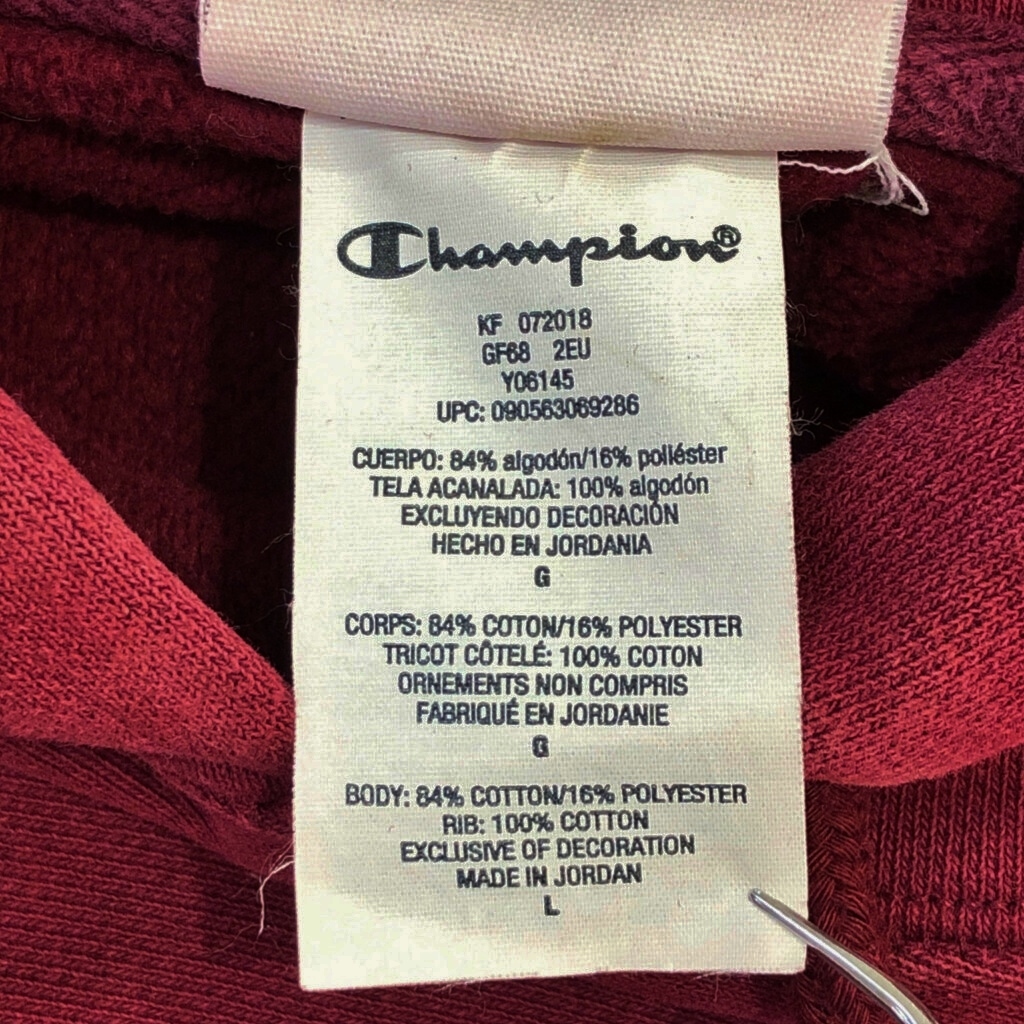 Champion®
KF 072018
GF68 2EU
Y06145
UPC: 090563069286
CUERPO: 84% algodón/16% poliéster
TELA ACANALADA: 100% algodón
EXCLUYENDO DECORACIÓN
HECHO EN JORDANIA
G
CORPS: 84% COTON/16% POLYESTER
TRICOT CÔTELÉ: 100% COTON
ORNEMENTS NON COMPRIS
FABRIQUÉ EN JORDANIE
G
BODY: 84% COTTON/16% POLYESTER
RIB: 100% COTTON
EXCLUSIVE OF DECORATION
MADE IN JORDAN
L